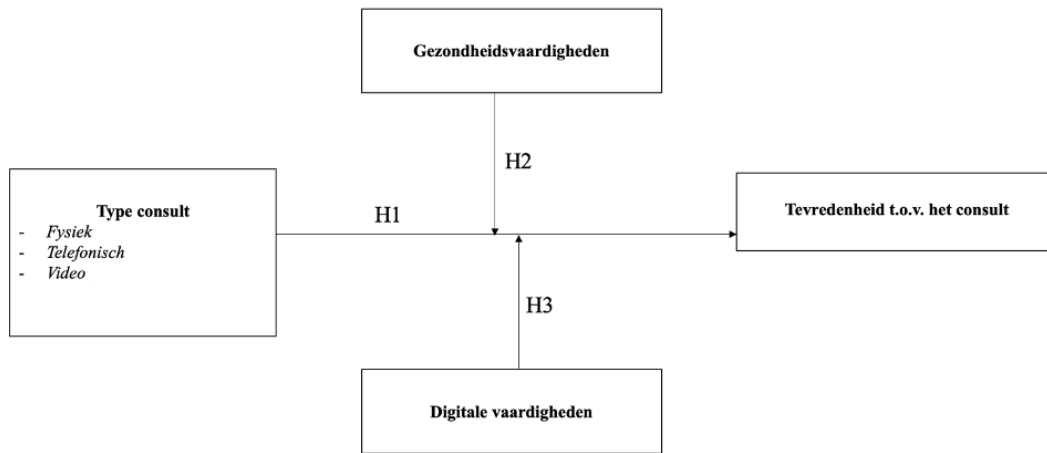 Gezondheidsvaardigheden
H2
Type consult
- Fysiek
- Telefonisch
- Video
H1
Tevredenheid t.o.v. het consult
H3
Digitale vaardigheden